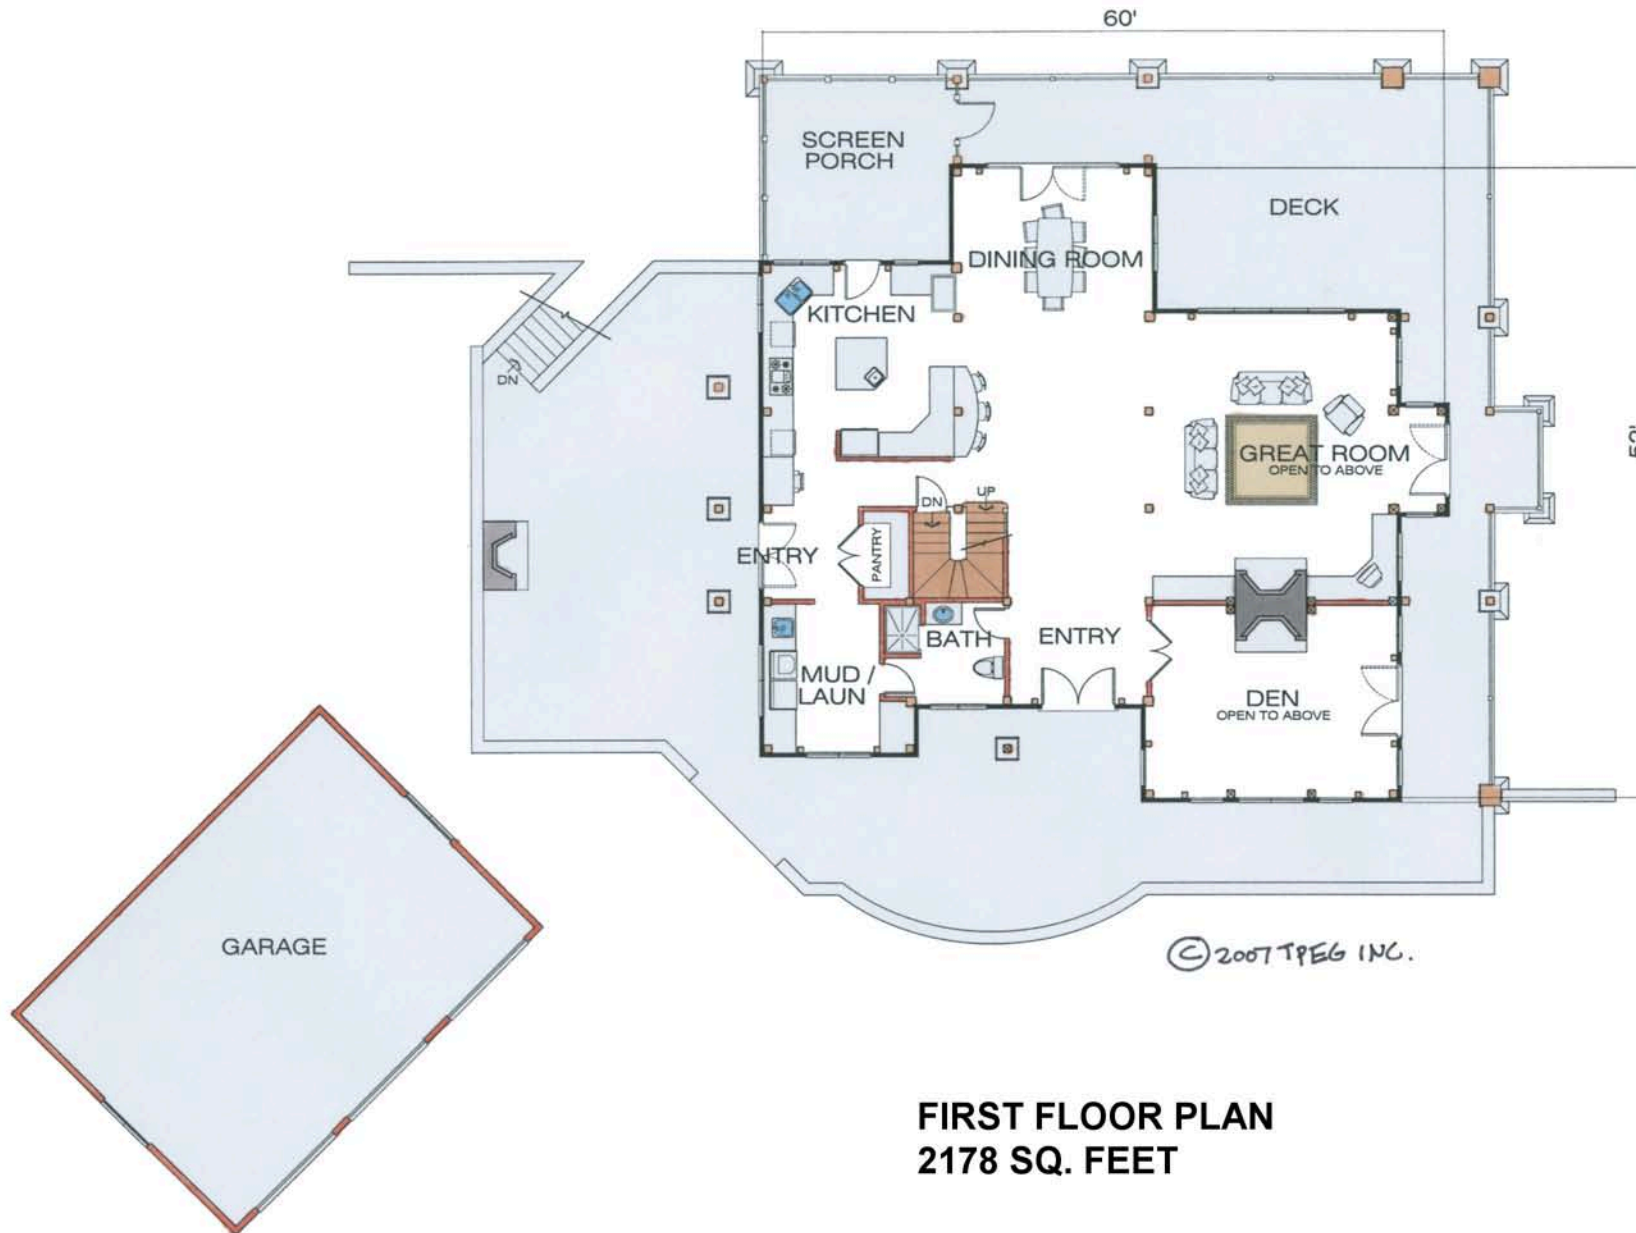 60'
SCREEN
PORCH
DECK
DINING ROOM
KITCHEN
DN
GREAT ROOM
OPEN TO ABOVE
DN
UP
ENTRY
PANTRY
BATH
ENTRY
MUD /
LAUN
DEN
OPEN TO ABOVE
GARAGE
© 2007 TPEG INC.
FIRST FLOOR PLAN
2178 SQ. FEET